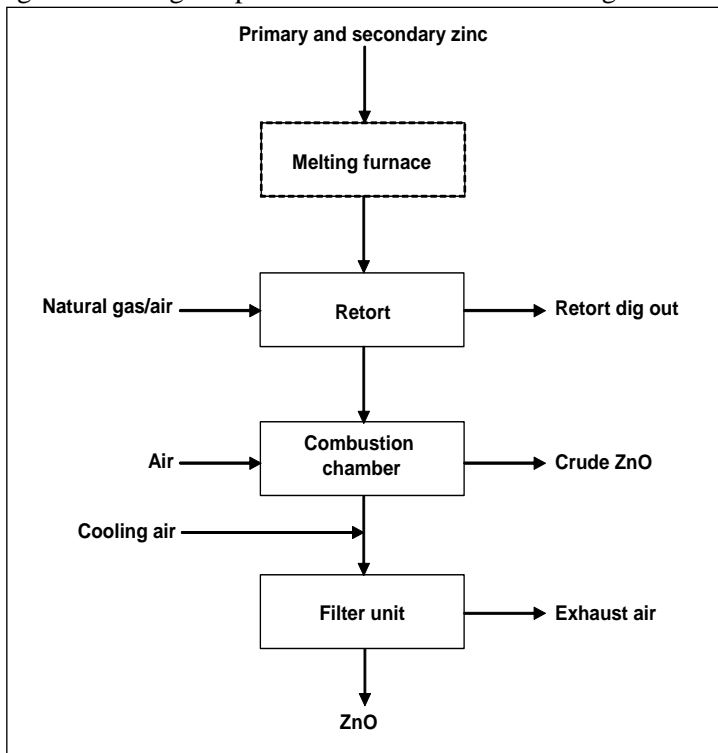 Primary and secondary zinc
Melting furnace
Natural gas/air
Retort
Retort dig out
Air
Combustion
chamber
Crude ZnO
Cooling air
Filter unit
Exhaust air
ZnO